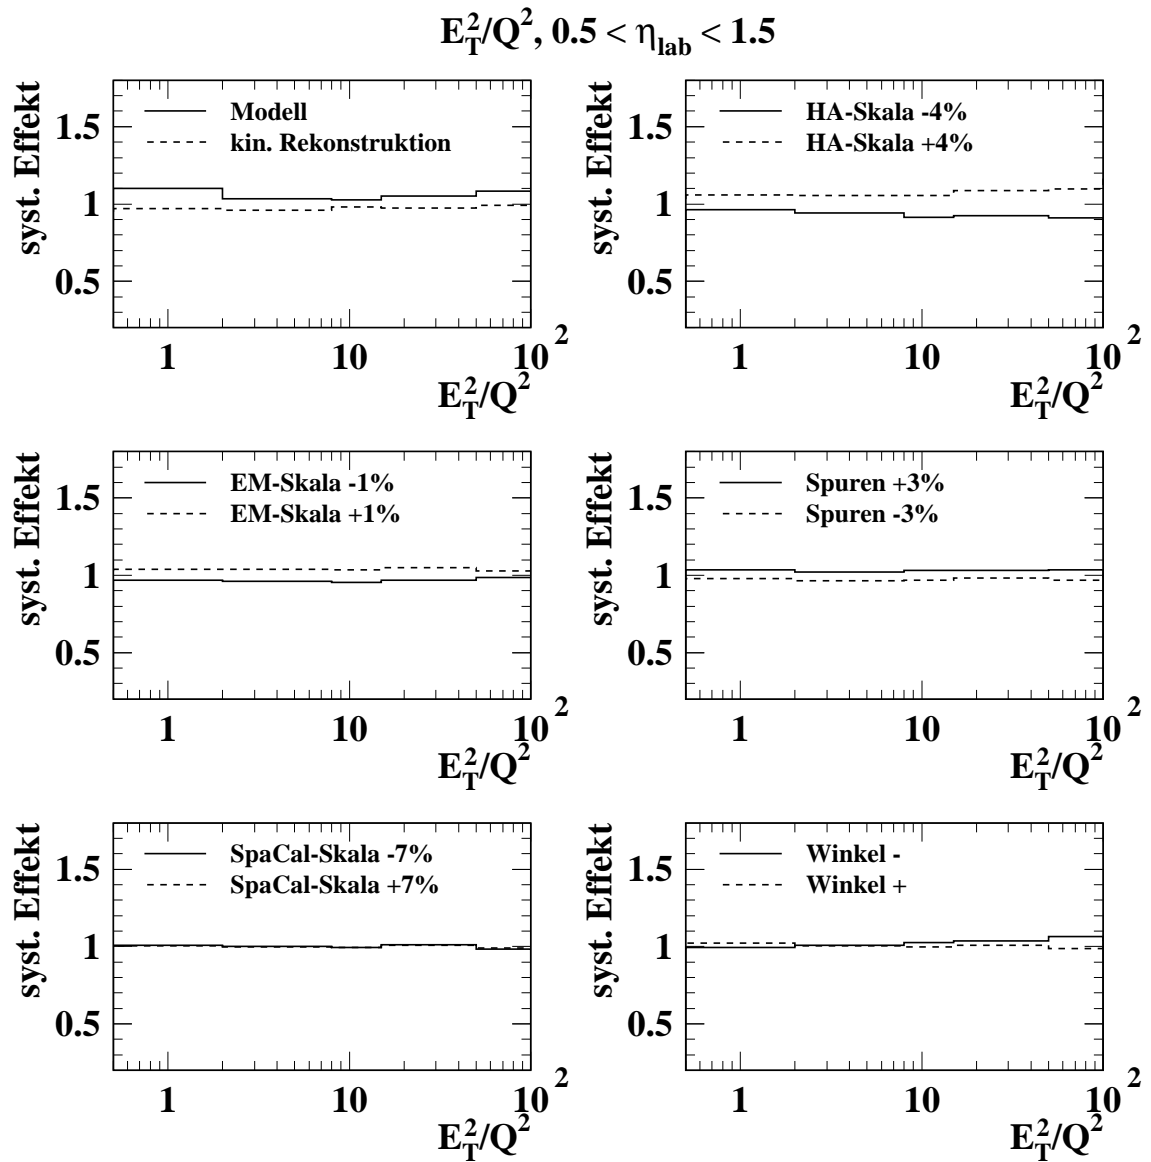 E_T^2/Q^2, 0.5 < η_lab < 1.5
syst. Effekt
Modell
kin. Rekonstruktion
1.5
1
0.5
1 10 10^2
E_T^2/Q^2
syst. Effekt
HA-Skala -4%
HA-Skala +4%
1.5
1
0.5
1 10 10^2
E_T^2/Q^2
syst. Effekt
EM-Skala -1%
EM-Skala +1%
1.5
1
0.5
1 10 10^2
E_T^2/Q^2
syst. Effekt
Spuren +3%
Spuren -3%
1.5
1
0.5
1 10 10^2
E_T^2/Q^2
syst. Effekt
SpaCal-Skala -7%
SpaCal-Skala +7%
1.5
1
0.5
1 10 10^2
E_T^2/Q^2
syst. Effekt
Winkel -
Winkel +
1.5
1
0.5
1 10 10^2
E_T^2/Q^2